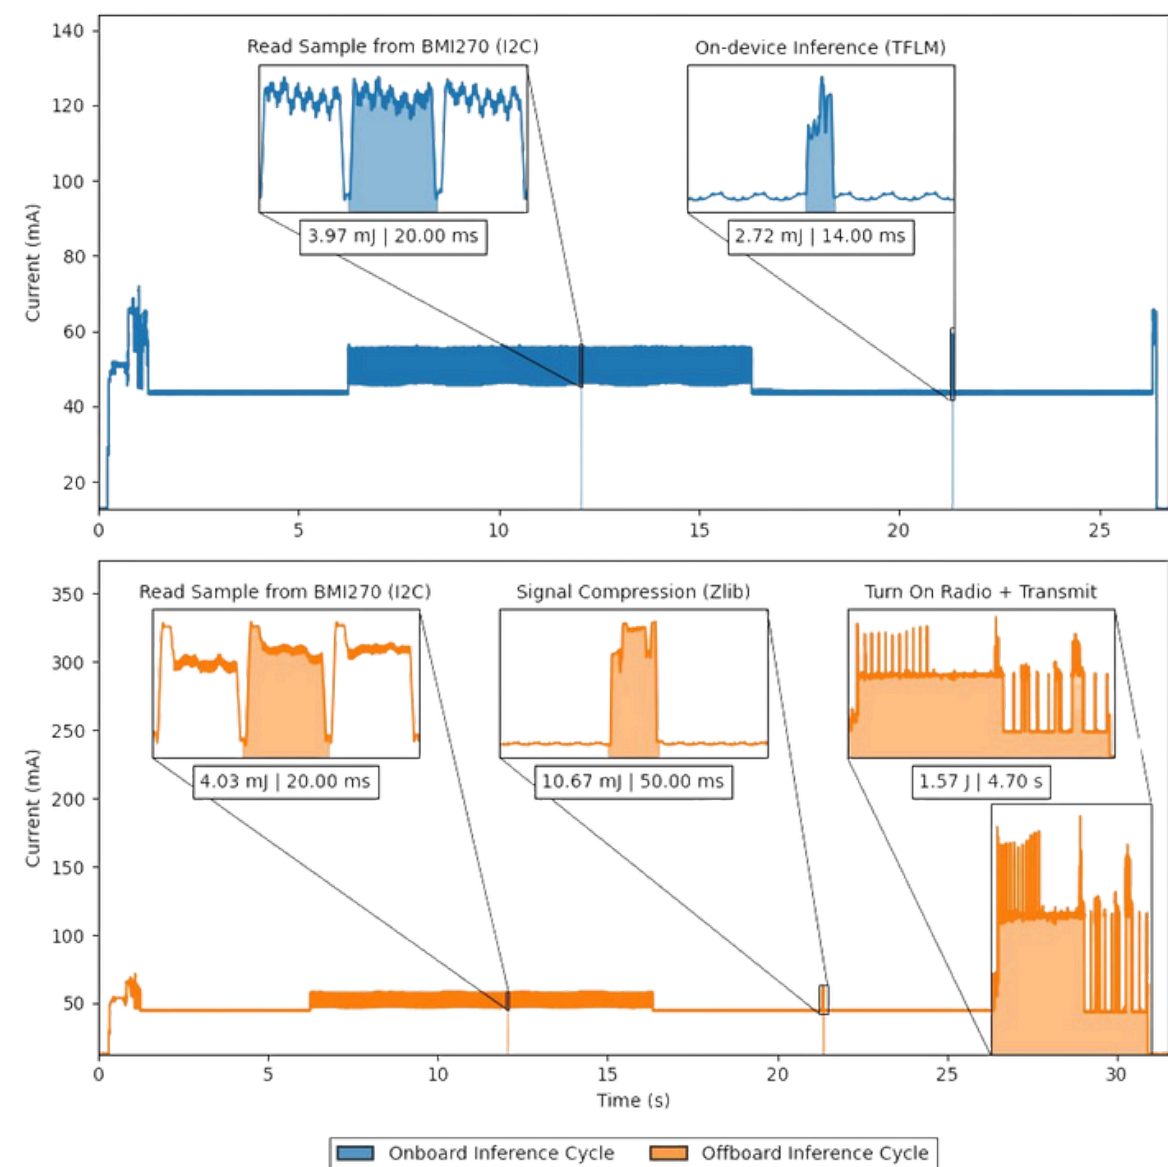 140
Read Sample from BMI270 (I2C)
On-device Inference (TFLM)
120
100
3.97 mJ | 20.00 ms
2.72 mJ | 14.00 ms
80
Current (mA)
60
40
20
0
5
10
15
20
25
350
Read Sample from BMI270 (I2C)
Signal Compression (Zlib)
Turn On Radio + Transmit
300
250
4.03 mJ | 20.00 ms
10.67 mJ | 50.00 ms
1.57 J | 4.70 s
200
Current (mA)
150
100
50
0
5
10
15
20
25
30
Time (s)
Onboard Inference Cycle
Offboard Inference Cycle